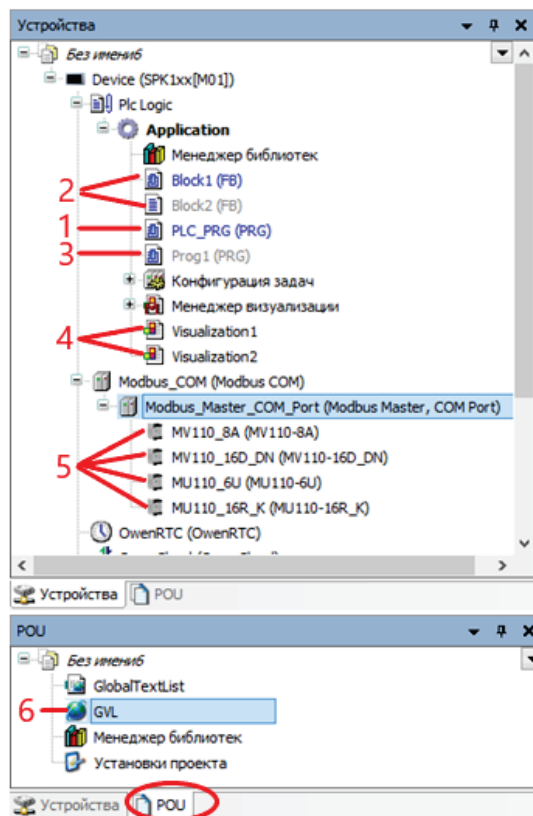 Устройства
Без имени6
Device (SPK1xx[M01])
Plc Logic
Application
Менеджер библиотек
2 Block1 (FB)
Block2 (FB)
1 PLC_PRG (PRG)
3 Prog1 (PRG)
Конфигурация задач
Менеджер визуализации
4 Visualization1
Visualization2
Modbus_COM (Modbus COM)
Modbus_Master_COM_Port (Modbus Master, COM Port)
MV110_8A (MV110-8A)
5 MV110_16D_DN (MV110-16D_DN)
MU110_6U (MU110-6U)
MU110_16R_K (MU110-16R_K)
OwenRTC (OwenRTC)
Устройства POU
POU
Без имени6
GlobalTextList
6 GVL
Менеджер библиотек
Установки проекта
Устройства POU